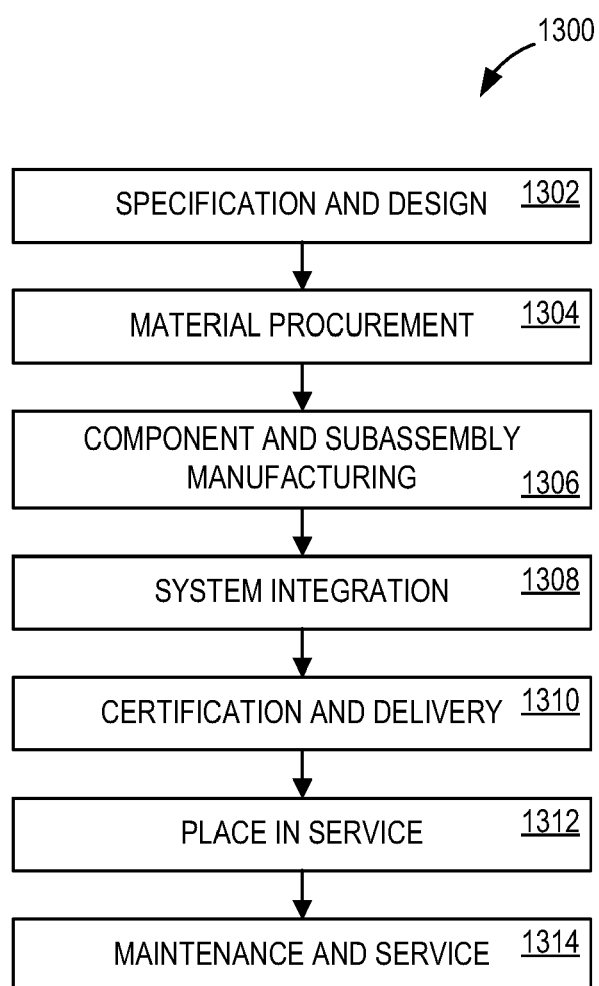 1300
SPECIFICATION AND DESIGN 1302
MATERIAL PROCUREMENT 1304
COMPONENT AND SUBASSEMBLY
MANUFACTURING 1306
SYSTEM INTEGRATION 1308
CERTIFICATION AND DELIVERY 1310
PLACE IN SERVICE 1312
MAINTENANCE AND SERVICE 1314